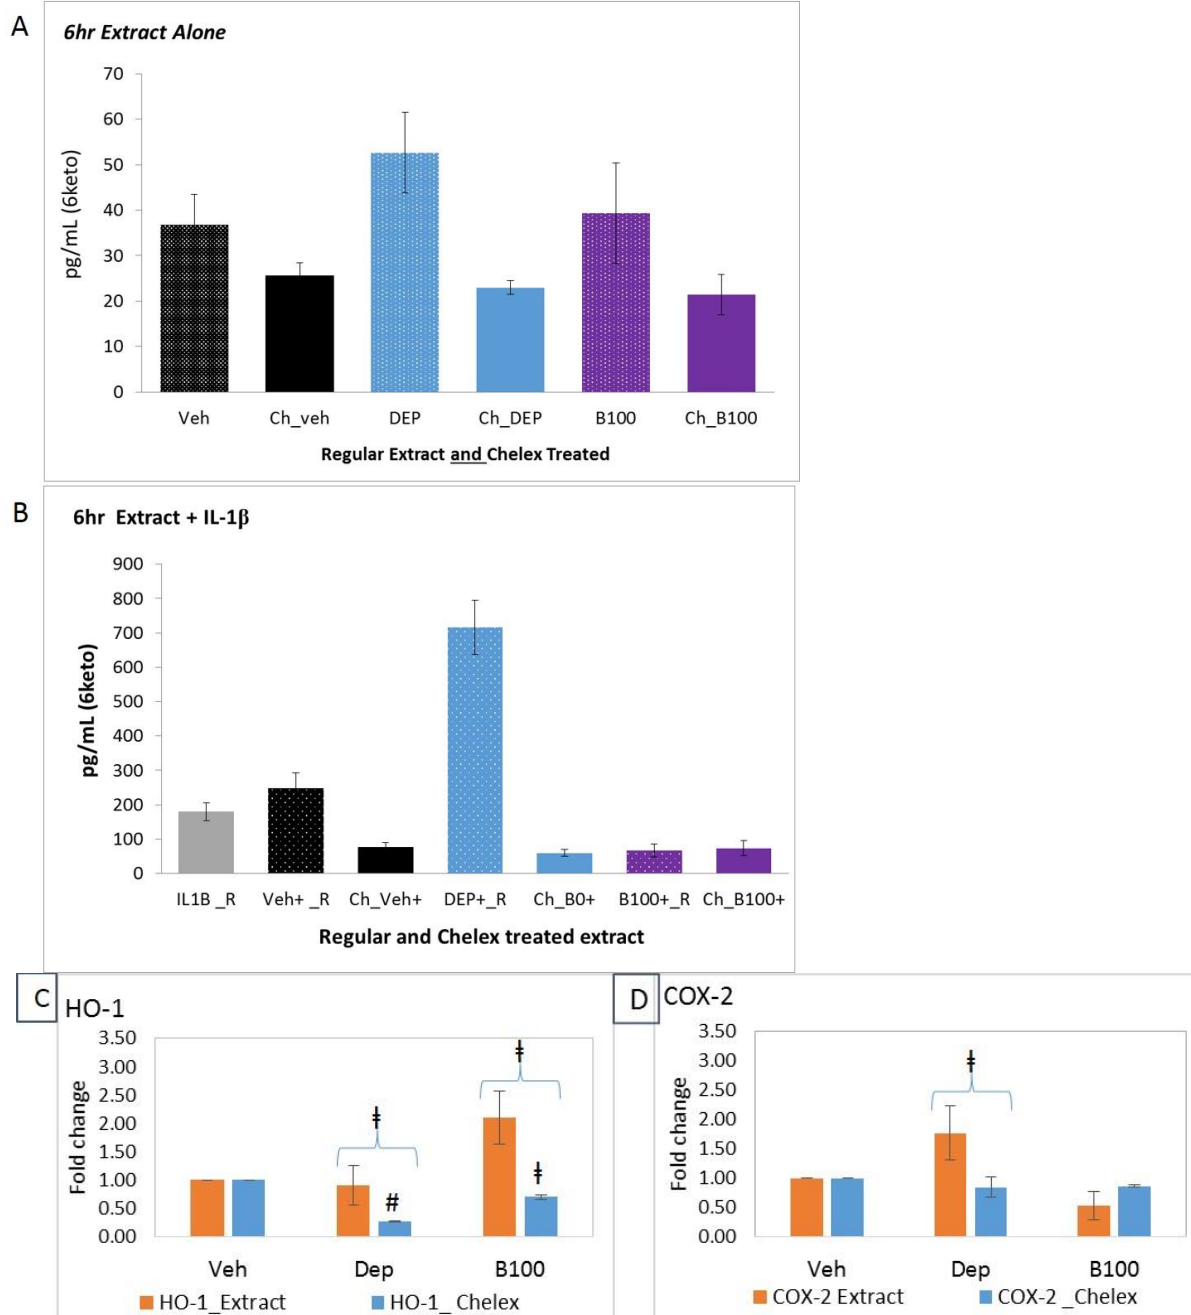 A
6hr Extract Alone
pg/mL (6keto)
70
60
50
40
30
20
10
0
Veh Ch_veh DEP Ch_DEP B100 Ch_B100
Regular Extract and Chelex Treated
B
6hr Extract + IL-1β
pg/mL (6keto)
900
800
700
600
500
400
300
200
100
0
IL1B _R Veh+ _R Ch_Veh+ DEP+_R Ch_B0+ B100+_R Ch_B100+
Regular and Chelex treated extract
C HO-1
Fold change
3.50
3.00
2.50
2.00
1.50
1.00
0.50
0.00
ǂ
#
ǂ
ǂ
Veh Dep B100
HO-1_Extract HO-1_ Chelex
D COX-2
Fold change
3.50
3.00
2.50
2.00
1.50
1.00
0.50
0.00
ǂ
Veh Dep B100
COX-2 Extract COX-2 _Chelex